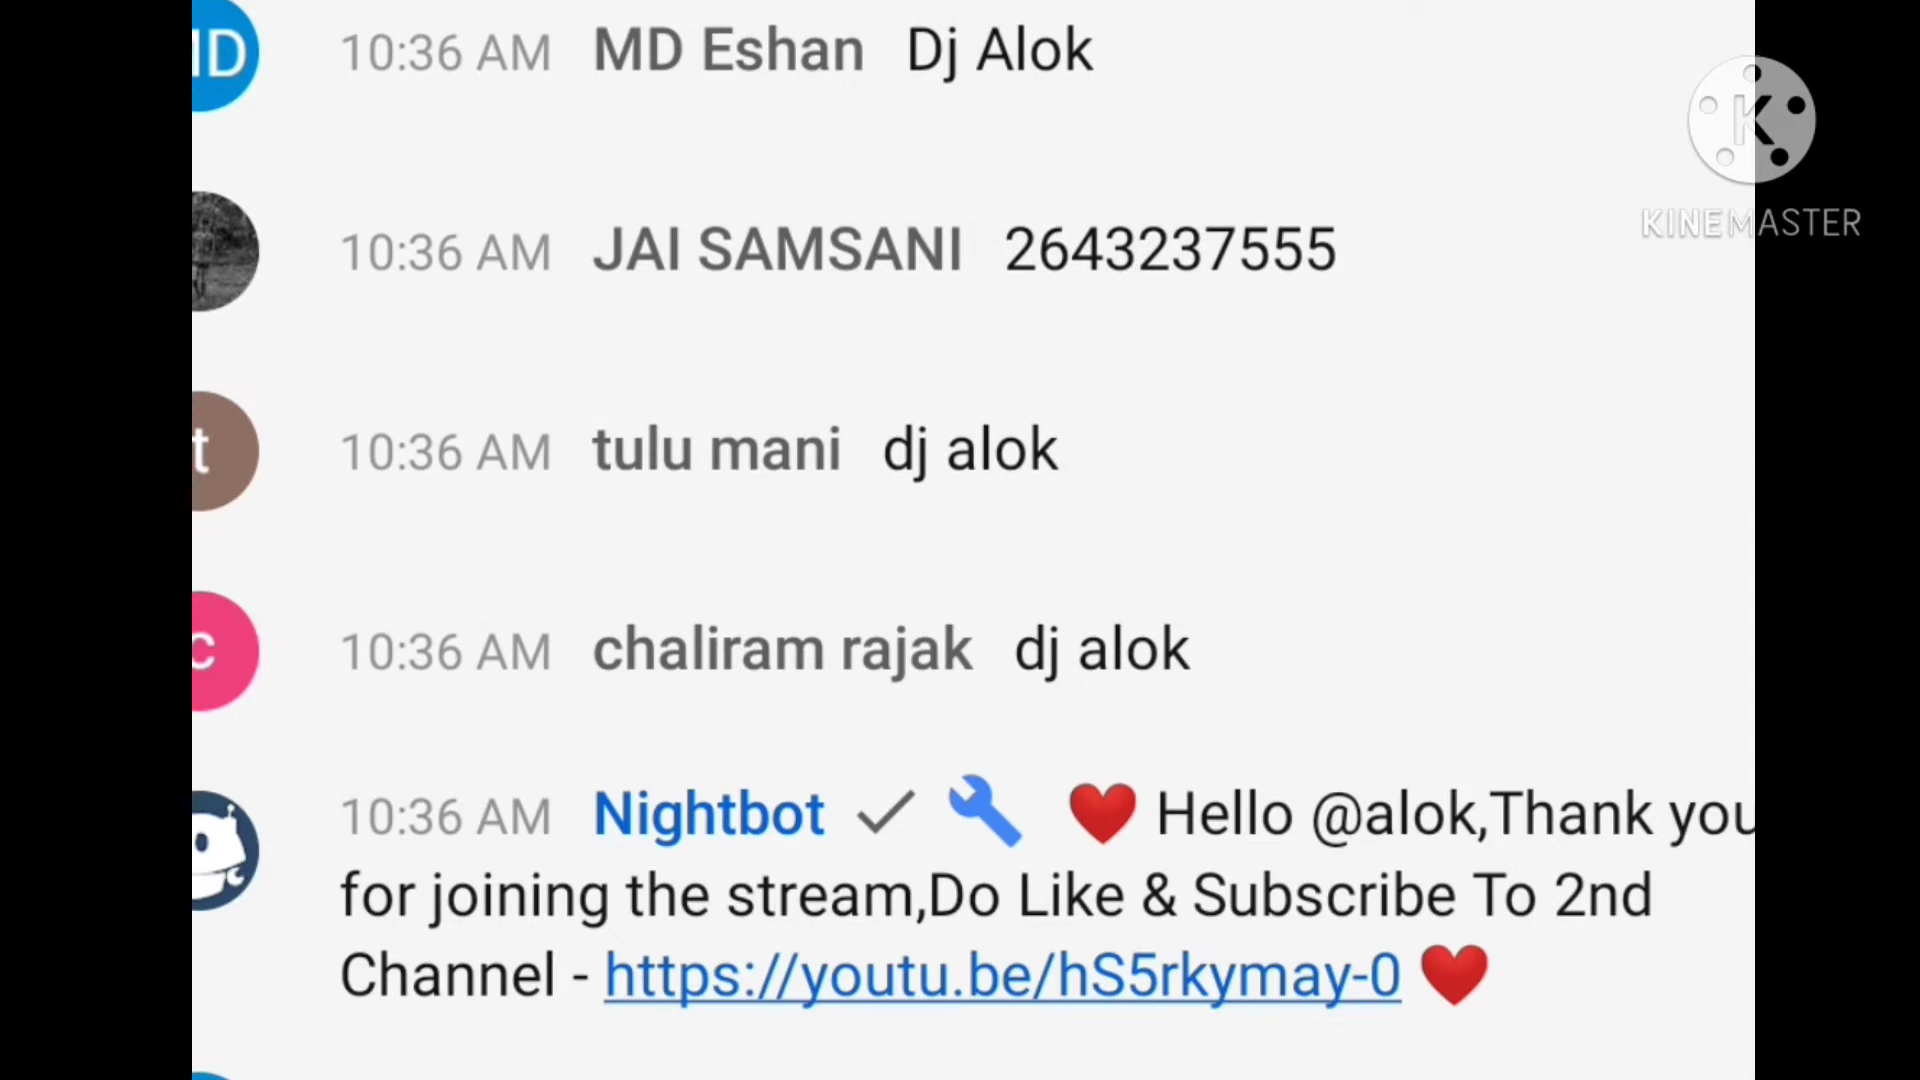 D
10:36 AM MD Eshan Dj Alok
K
KINEMASTER
10:36 AM JAI SAMSANI 2643237555
t
10:36 AM tulu mani dj alok
c
10:36 AM chaliram rajak dj alok
10:36 AM Nightbot ✓ 🔧 ❤️ Hello @alok,Thank you
for joining the stream,Do Like & Subscribe To 2nd
Channel - https://youtu.be/hS5rkymay-0 ❤️